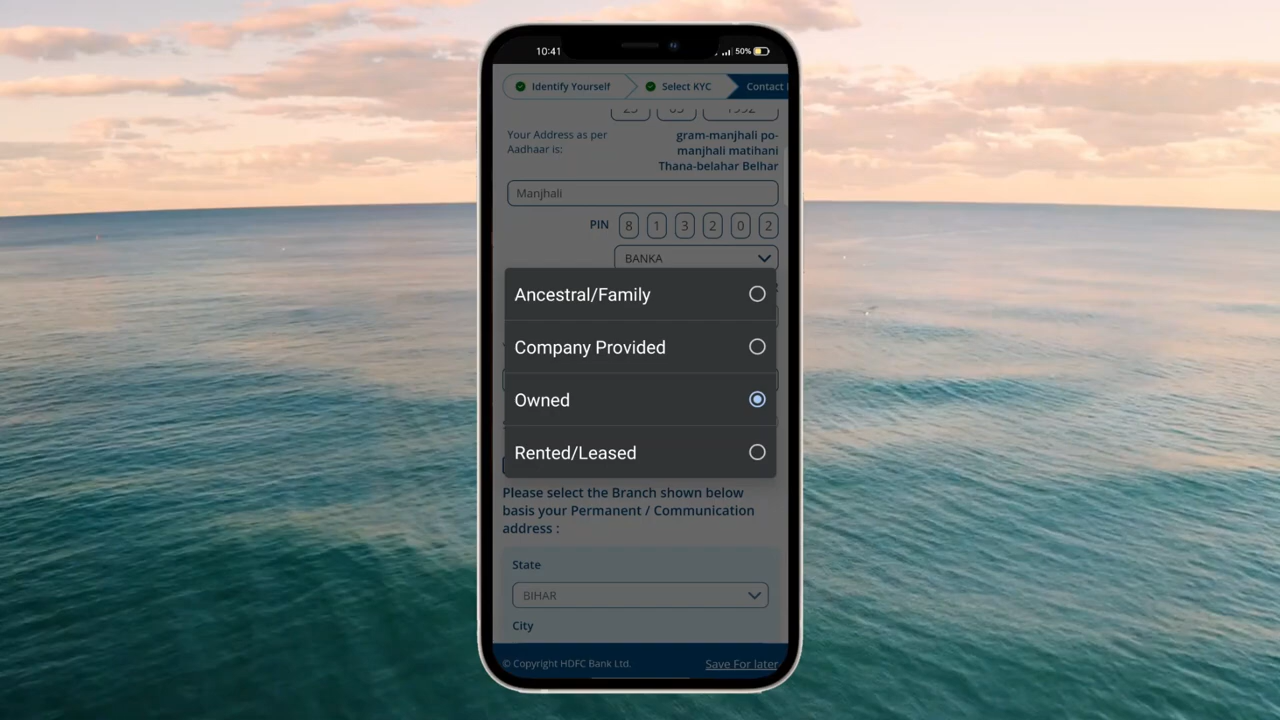 10:41
50%
Identify Yourself
Select KYC
Contact
Your Address as per
Aadhaar is:
gram-manjhali po-
manjhali matihani
Thana-belahar Belhar
Manjhali
PIN 8 1 3 2 0 2
BANKA
Ancestral/Family
Company Provided
Owned
Rented/Leased
Please select the Branch shown below
basis your Permanent / Communication
address :
State
BIHAR
City
© Copyright HDFC Bank Ltd.
Save For later